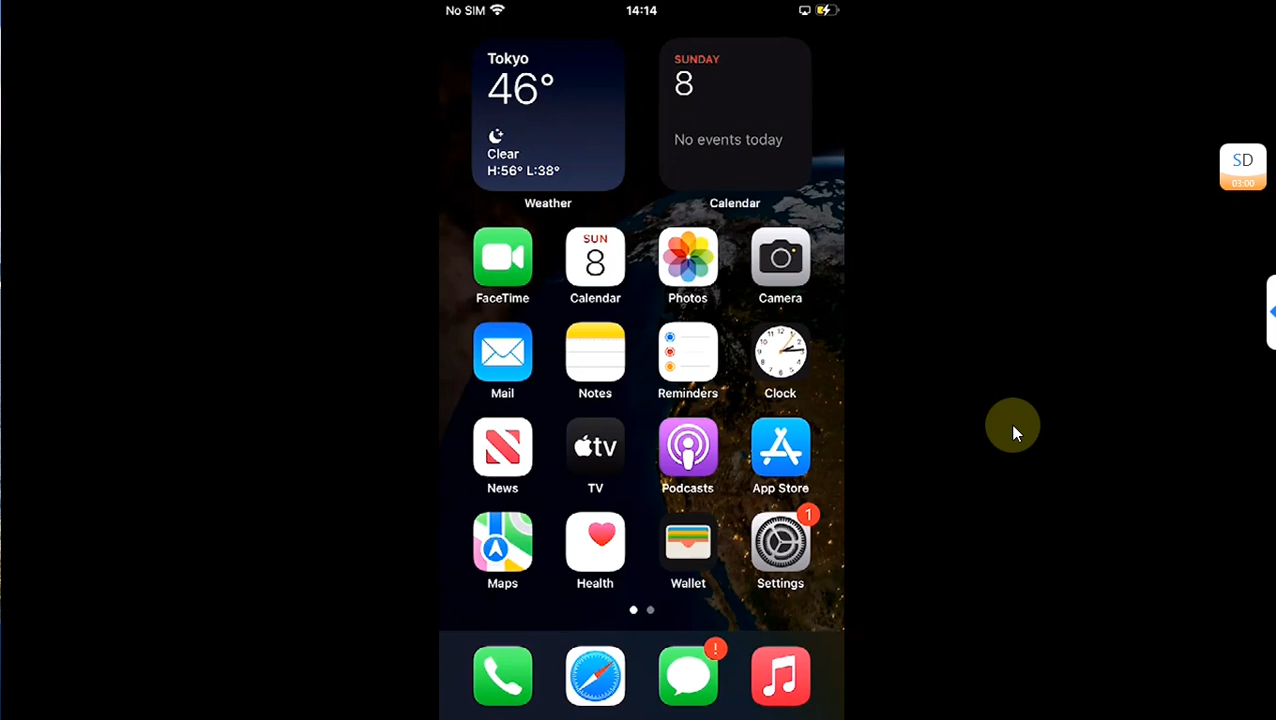 No SIM
14:14
Tokyo
46°
Clear
H:56° L:38°
Weather
SUNDAY
8
No events today
Calendar
FaceTime
SUN
8
Calendar
Photos
Camera
Mail
Notes
Reminders
Clock
News
tv
TV
Podcasts
App Store
Maps
Health
Wallet
1
Settings
!
SD
03:00